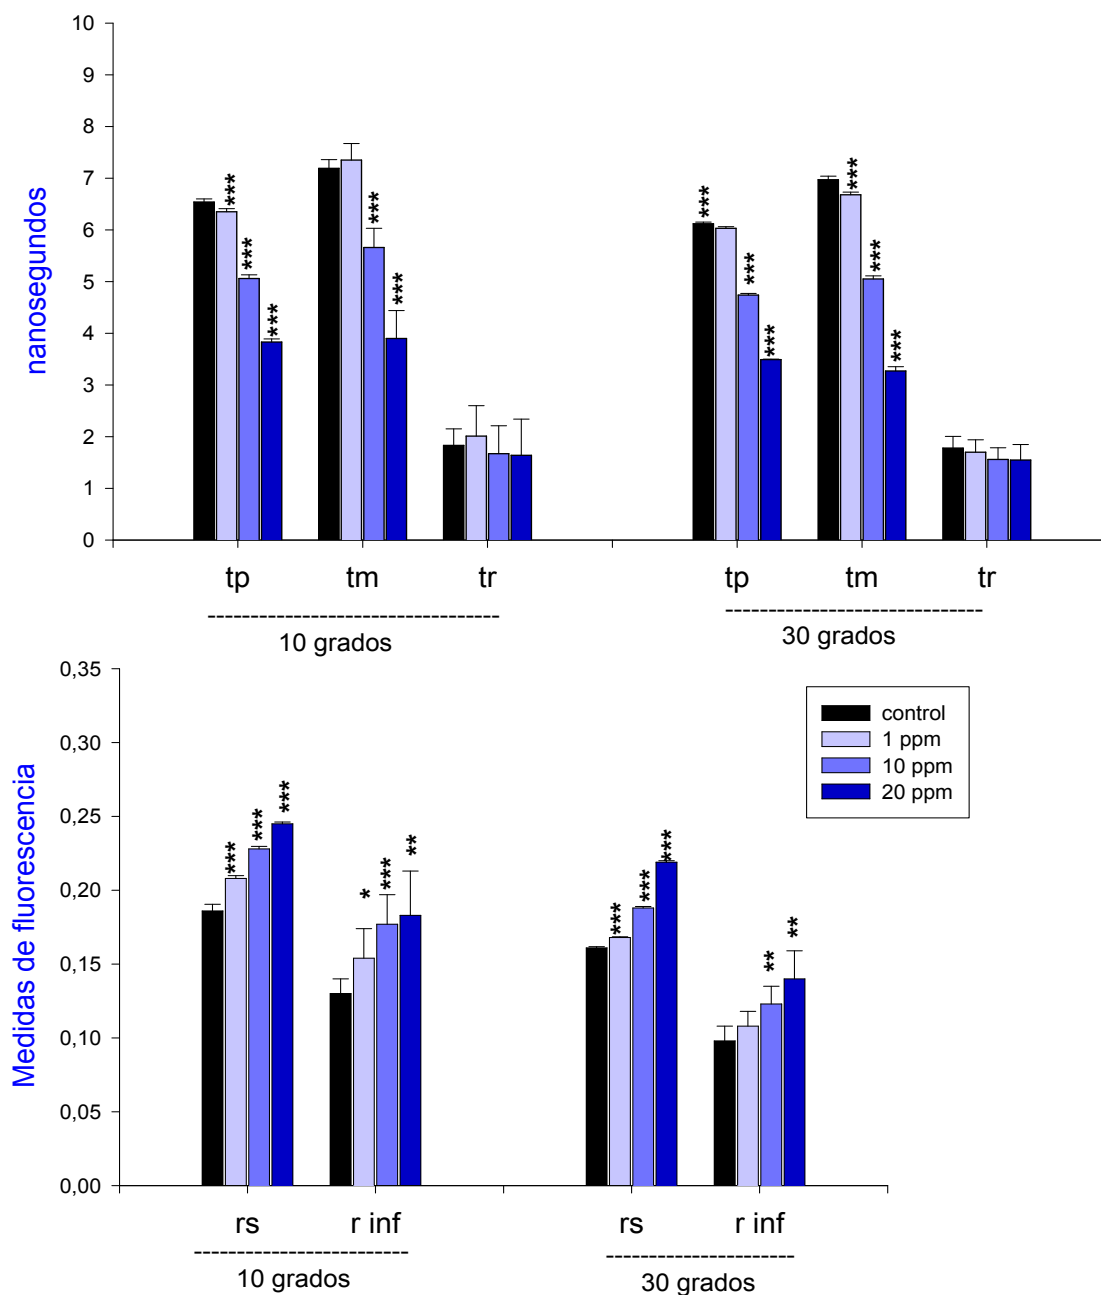 10
9
8
7
6
5
4
3
2
1
0
nanosegundos
*** *** *** *** *** *** *** *** *** ***
tp tm tr tp tm tr
10 grados 30 grados
0,35
0,30
0,25
0,20
0,15
0,10
0,05
0,00
Medidas de fluorescencia
control
1 ppm
10 ppm
20 ppm
*** *** *** * *** ** *** *** *** ** **
rs r inf rs r inf
10 grados 30 grados